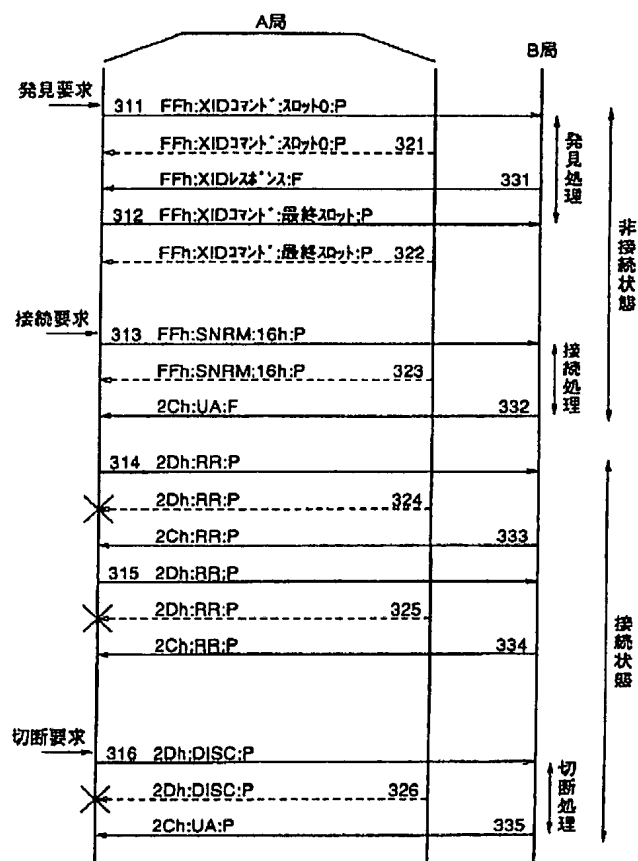 A局
B局
発見要求
311 FFh:XIDコマンド:スロット0:P
FFh:XIDコマンド:スロット0:P 321
FFh:XIDレスポンス:F 331
312 FFh:XIDコマンド:最終スロット:P
FFh:XIDコマンド:最終スロット:P 322
発見処理
非接続状態
接続要求
313 FFh:SNRM:16h:P
FFh:SNRM:16h:P 323
2Ch:UA:F 332
接続処理
314 2Dh:RR:P
2Dh:RR:P 324
2Ch:RR:P 333
315 2Dh:RR:P
2Dh:RR:P 325
2Ch:RR:P 334
接続状態
切断要求
316 2Dh:DISC:P
2Dh:DISC:P 326
2Ch:UA:P 335
切断処理